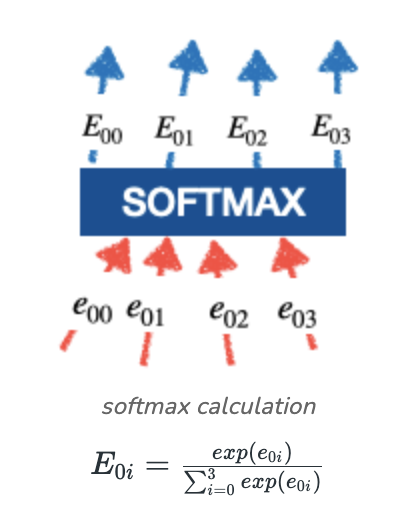 E₀₀ E₀₁ E₀₂ E₀₃
SOFTMAX
e₀₀ e₀₁ e₀₂ e₀₃
softmax calculation
E₀ᵢ = exp(e₀ᵢ) / ∑³ᵢ₌₀ exp(e₀ᵢ)